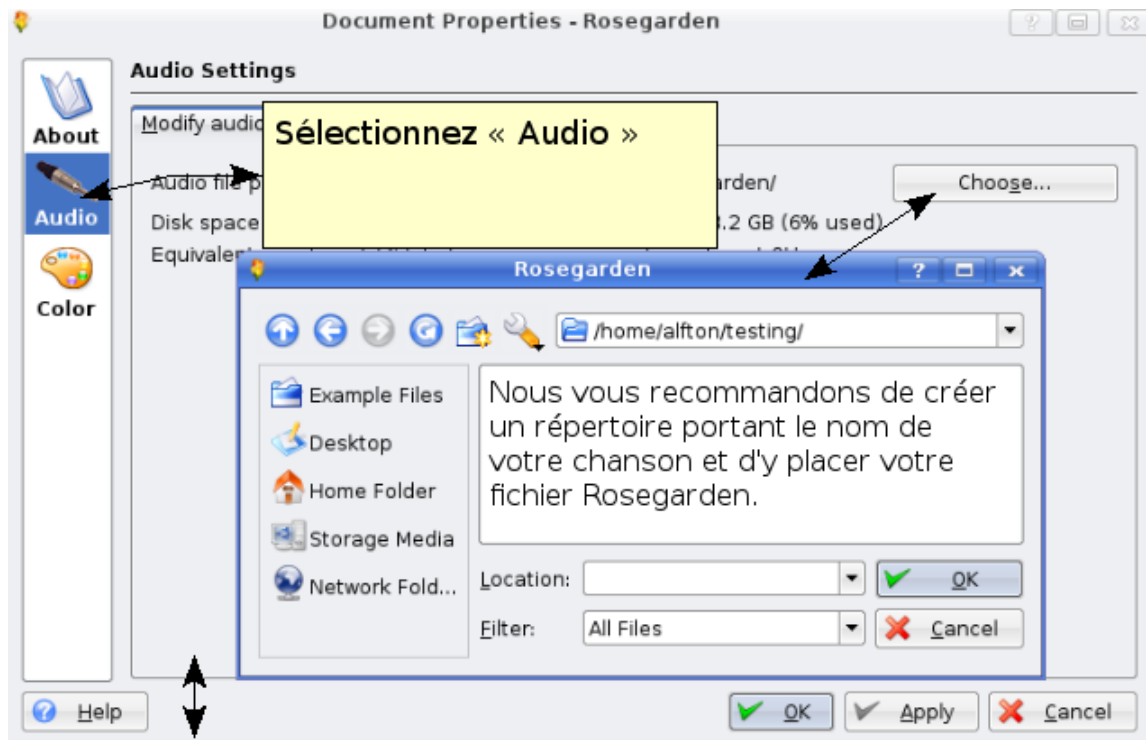 Document Properties - Rosegarden
Audio Settings
About
Audio
Color
Modify audio
Sélectionnez « Audio »
Audio file
arden/
Choose...
Disk space
.2 GB (6% used)
Rosegarden
/home/alfton/testing/
Example Files
Desktop
Home Folder
Storage Media
Network Fold...
Nous vous recommandons de créer
un répertoire portant le nom de
votre chanson et d'y placer votre
fichier Rosegarden.
Location:
OK
Filter:
All Files
Cancel
Help
OK
Apply
Cancel